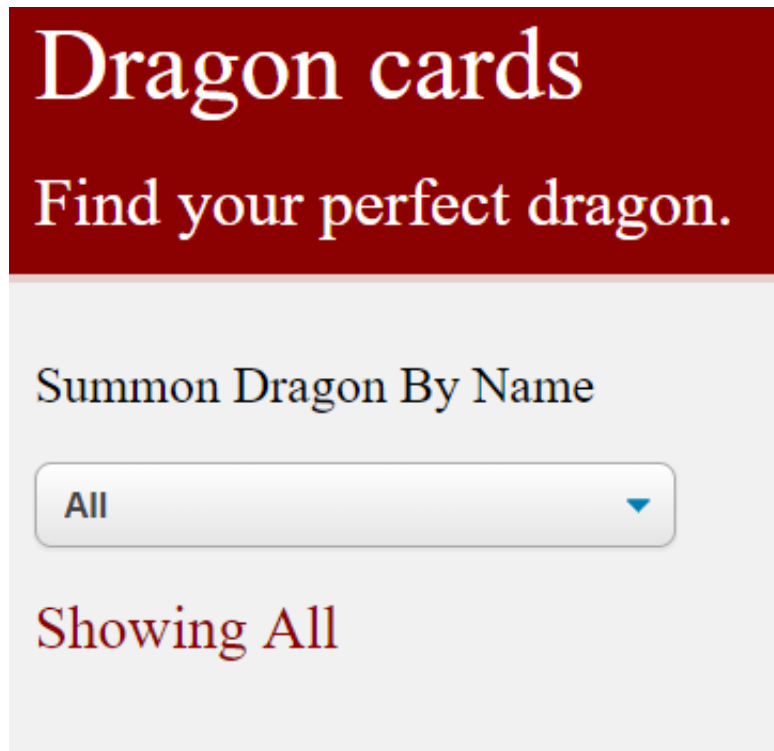 Dragon cards
Find your perfect dragon.
Summon Dragon By Name
All
Showing All